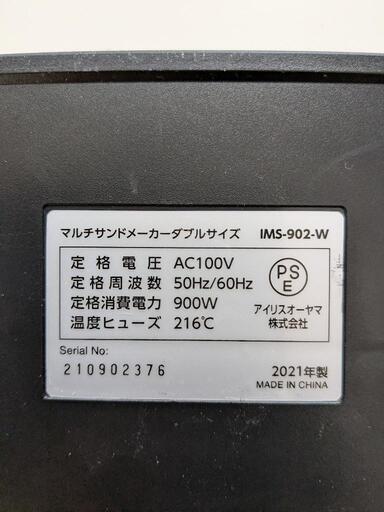 マルチサンドメーカーダブルサイズ IMS-902-W
定格電圧 AC100V
定格周波数 50Hz/60Hz
定格消費電力 900W
温度ヒューズ 216℃
PS
E
アイリスオーヤマ
株式会社
Serial No:
210902376
2021年製
MADE IN CHINA